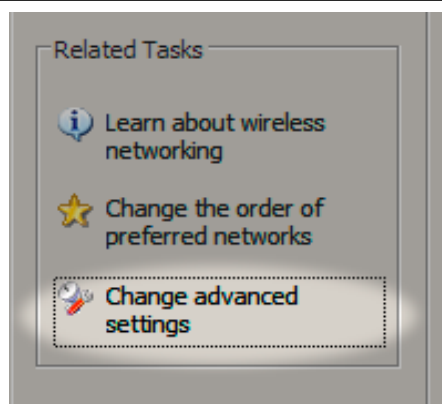 Related Tasks
Learn about wireless
networking
Change the order of
preferred networks
Change advanced
settings